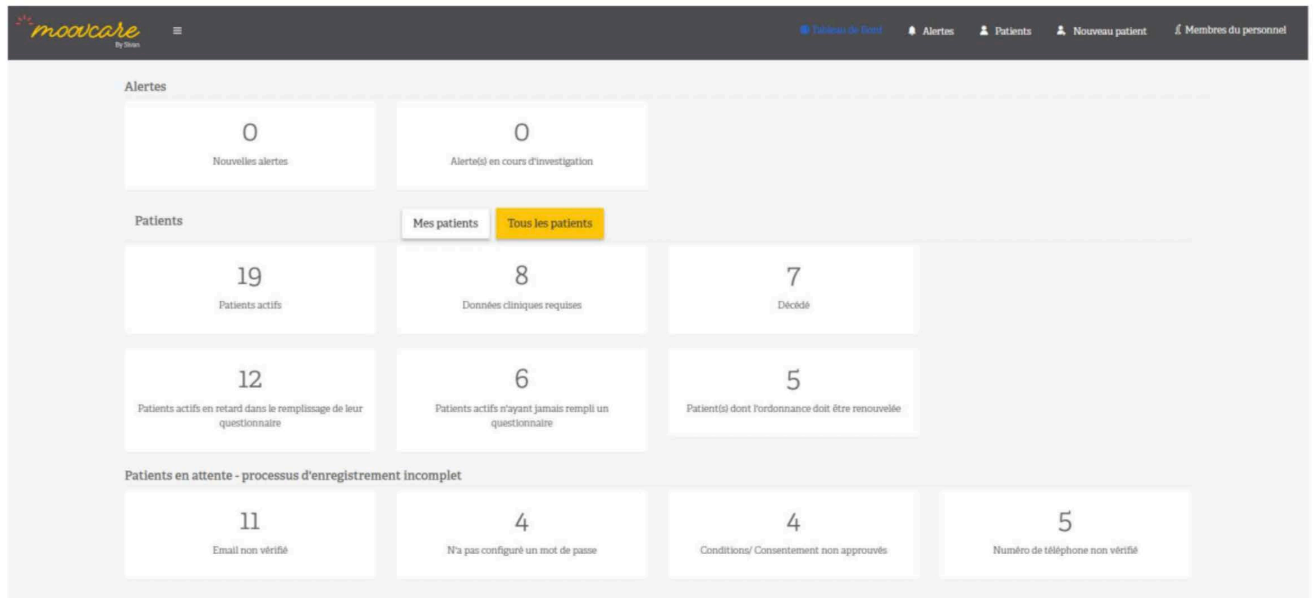 moovcare
By Sivan
Tableau de Bord
Alertes
Patients
Nouveau patient
Membres du personnel
Alertes
0
Nouvelles alertes
0
Alerte(s) en cours d'investigation
Patients
Mes patients
Tous les patients
19
Patients actifs
8
Données cliniques requises
7
Décédé
12
Patients actifs en retard dans le remplissage de leur
questionnaire
6
Patients actifs n'ayant jamais rempli un
questionnaire
5
Patient(s) dont l'ordonnance doit être renouvelée
Patients en attente - processus d'enregistrement incomplet
11
Email non vérifié
4
N'a pas configuré un mot de passe
4
Conditions/ Consentement non approuvés
5
Numéro de téléphone non vérifié